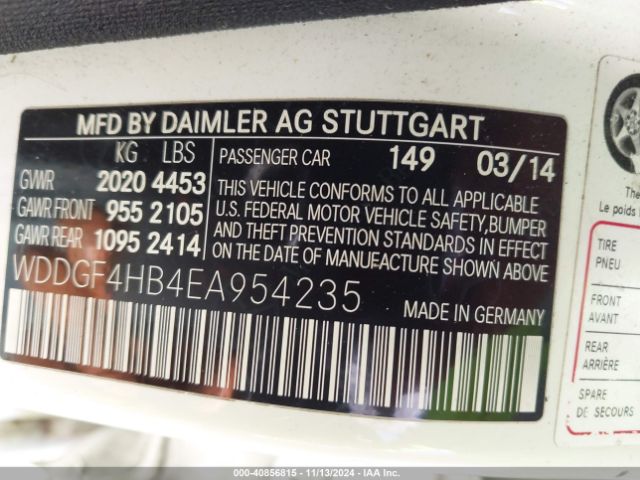 MFD BY DAIMLER AG STUTTGART
KG LBS
GVWR 2020 4453
GAWR FRONT 955 2105
GAWR REAR 1095 2414
PASSENGER CAR 149 03/14
THIS VEHICLE CONFORMS TO ALL APPLICABLE
U.S. FEDERAL MOTOR VEHICLE SAFETY, BUMPER
AND THEFT PREVENTION STANDARDS IN EFFECT
ON THE DATE OF MANUFACTURE SHOWN ABOVE
WDDGF4HB4EA954235
MADE IN GERMANY
The
Le poids
TIRE
PNEU
FRONT
AVANT
REAR
ARRIÈRE
SPARE
DE SECOURS
000-40856815 | 11/13/2024 | IAA Inc.